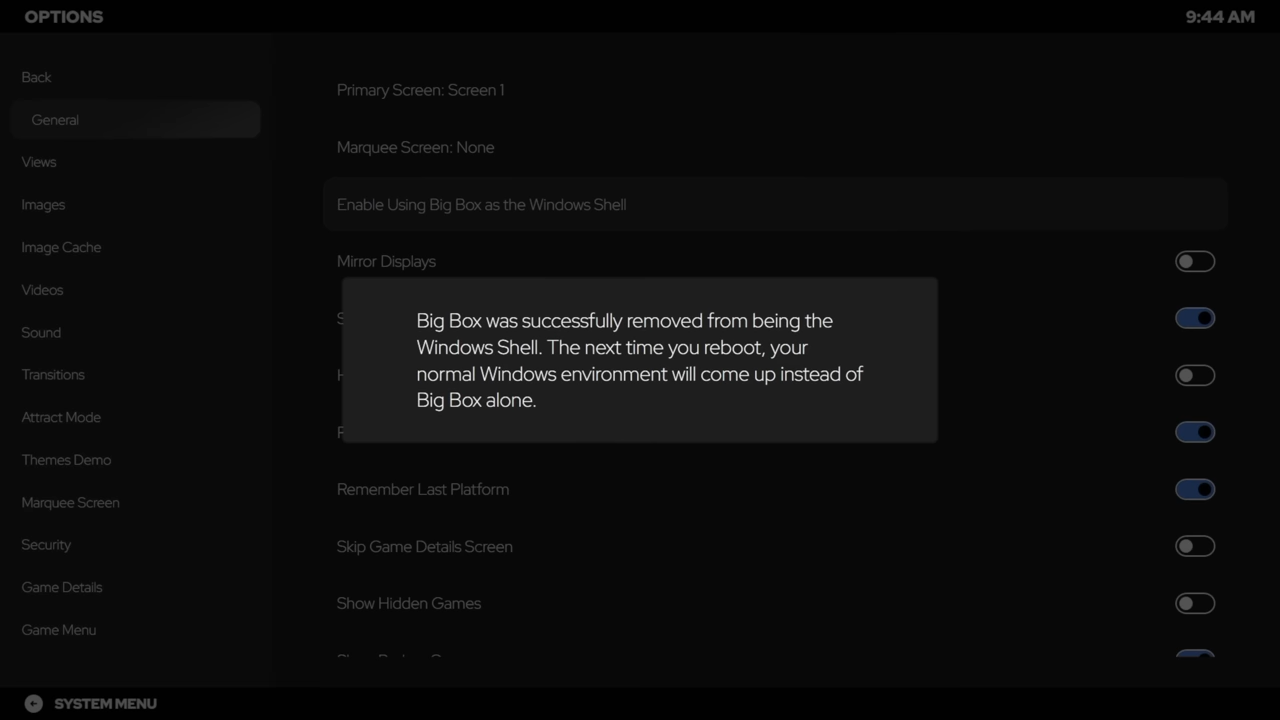 OPTIONS
9:44 AM
Back
General
Views
Images
Image Cache
Videos
Sound
Transitions
Attract Mode
Themes Demo
Marquee Screen
Security
Game Details
Game Menu
Primary Screen: Screen 1
Marquee Screen: None
Enable Using Big Box as the Windows Shell
Mirror Displays
Big Box was successfully removed from being the
Windows Shell. The next time you reboot, your
normal Windows environment will come up instead of
Big Box alone.
Remember Last Platform
Skip Game Details Screen
Show Hidden Games
SYSTEM MENU